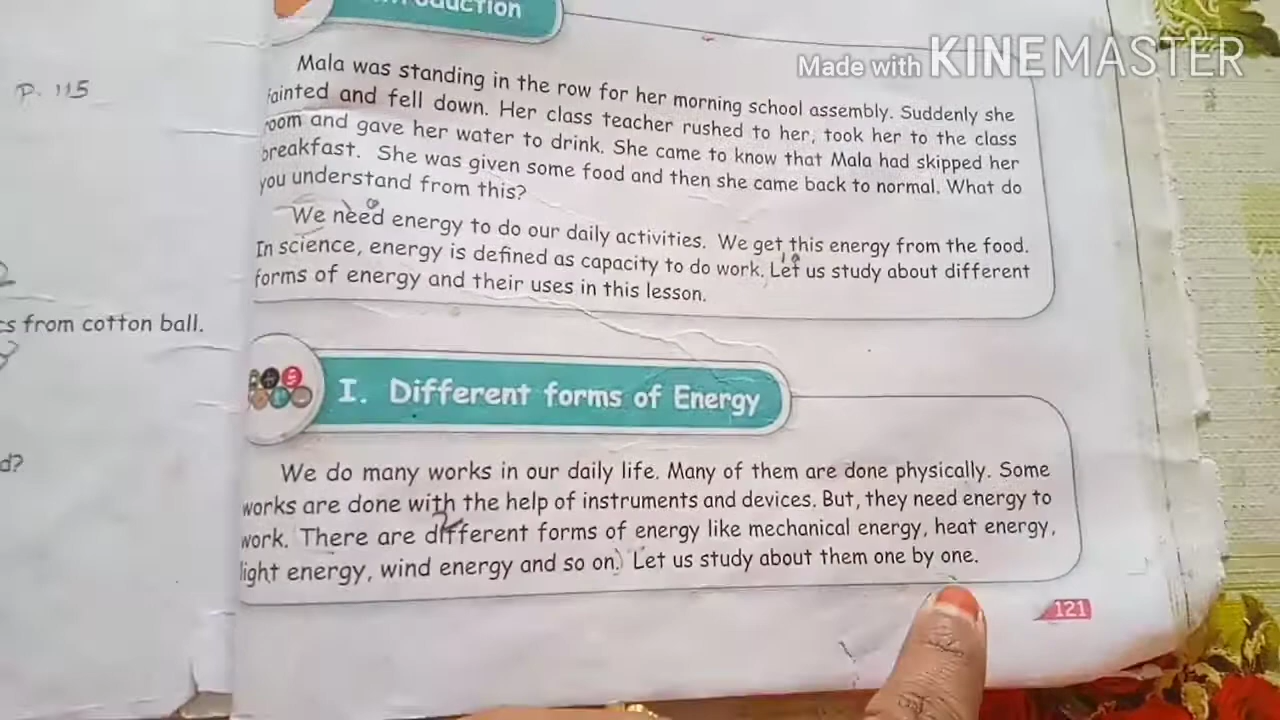 Made with KINEMASTER
P. 115
Mala was standing in the row for her morning school assembly. Suddenly she
fainted and fell down. Her class teacher rushed to her, took her to the class
room and gave her water to drink. She came to know that Mala had skipped her
breakfast. She was given some food and then she came back to normal. What do
you understand from this?
We need energy to do our daily activities. We get this energy from the food.
In science, energy is defined as capacity to do work. Let us study about different
forms of energy and their uses in this lesson.
from cotton ball.
I. Different forms of Energy
We do many works in our daily life. Many of them are done physically. Some
works are done with the help of instruments and devices. But, they need energy to
work. There are different forms of energy like mechanical energy, heat energy,
light energy, wind energy and so on. Let us study about them one by one.
121